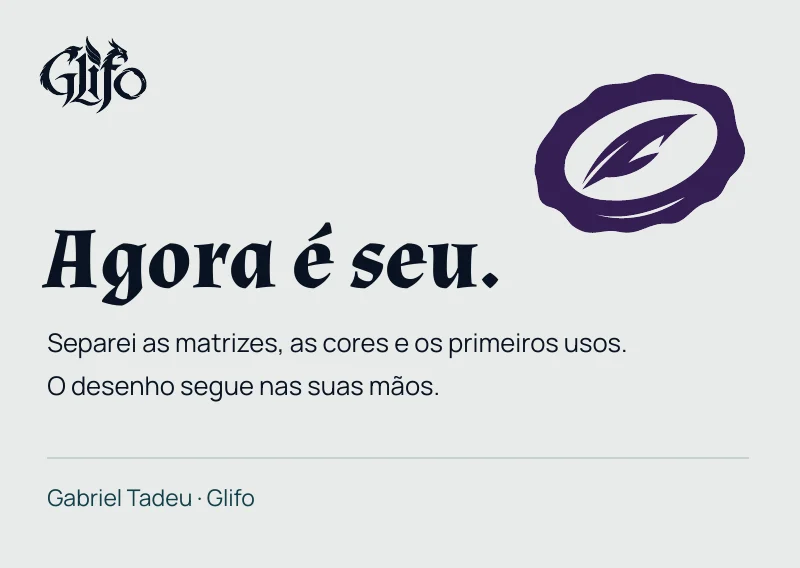 Glifo
Agora é seu.
Separei as matrizes, as cores e os primeiros usos.
O desenho segue nas suas mãos.
Gabriel Tadeu · Glifo